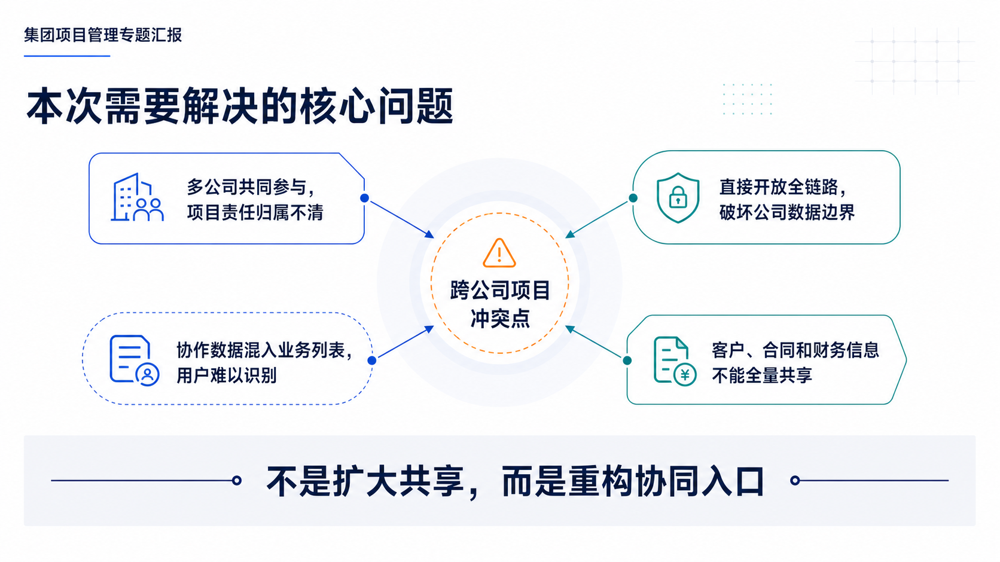 集团项目管理专题汇报
本次需要解决的核心问题
多公司共同参与，
项目责任归属不清
直接开放全链路，
破坏公司数据边界
跨公司项目
冲突点
协作数据混入业务列表，
用户难以识别
¥
客户、合同和财务信息
不能全量共享
不是扩大共享，而是重构协同入口